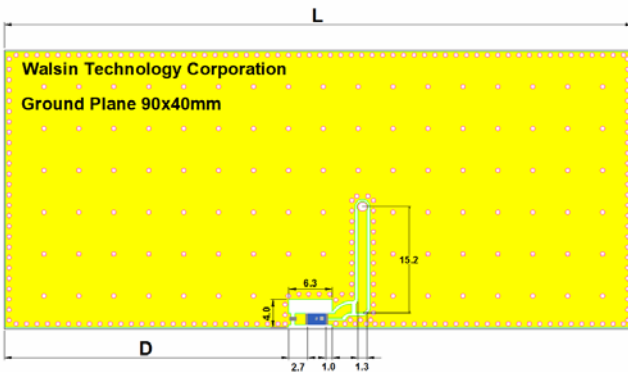 L
Walsin Technology Corporation
Ground Plane 90x40mm
15.2
6.3
4.0
D
2.7
1.0
1.3